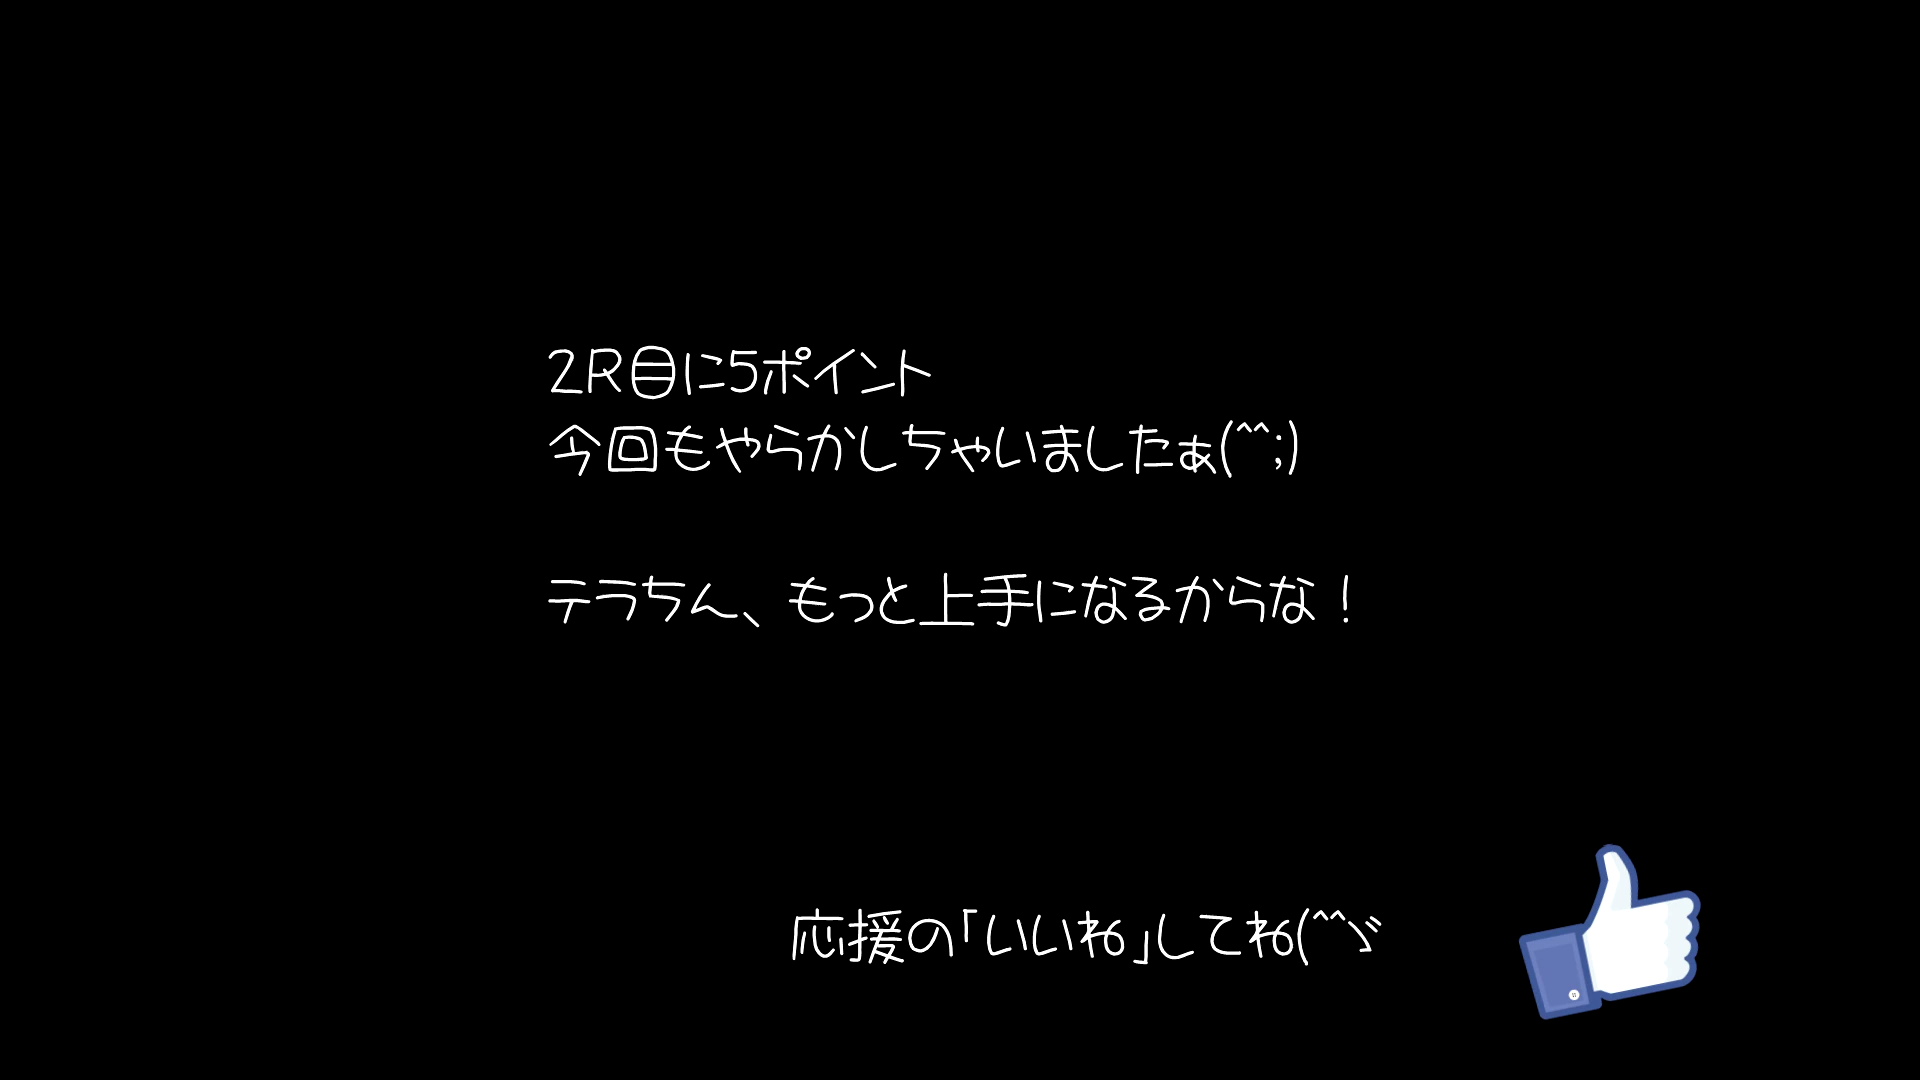 2R目に5ポイント
今回もやらかしちゃいましたぁ(^^;)
テラちん、もっと上手になるからな！
応援の「いいね」してね(^^ゞ